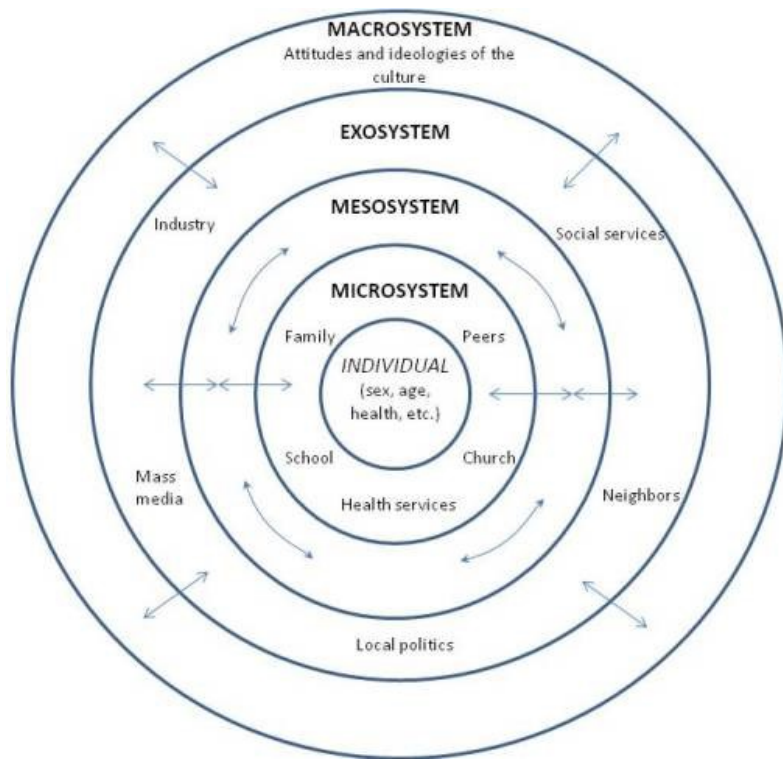 MACROSYSTEM
Attitudes and ideologies of the
culture
EXOSYSTEM
MESOSYSTEM
Industry
Social services
MICROSYSTEM
Family
Peers
INDIVIDUAL
(sex, age,
health, etc.)
School
Church
Mass
media
Health services
Neighbors
Local politics